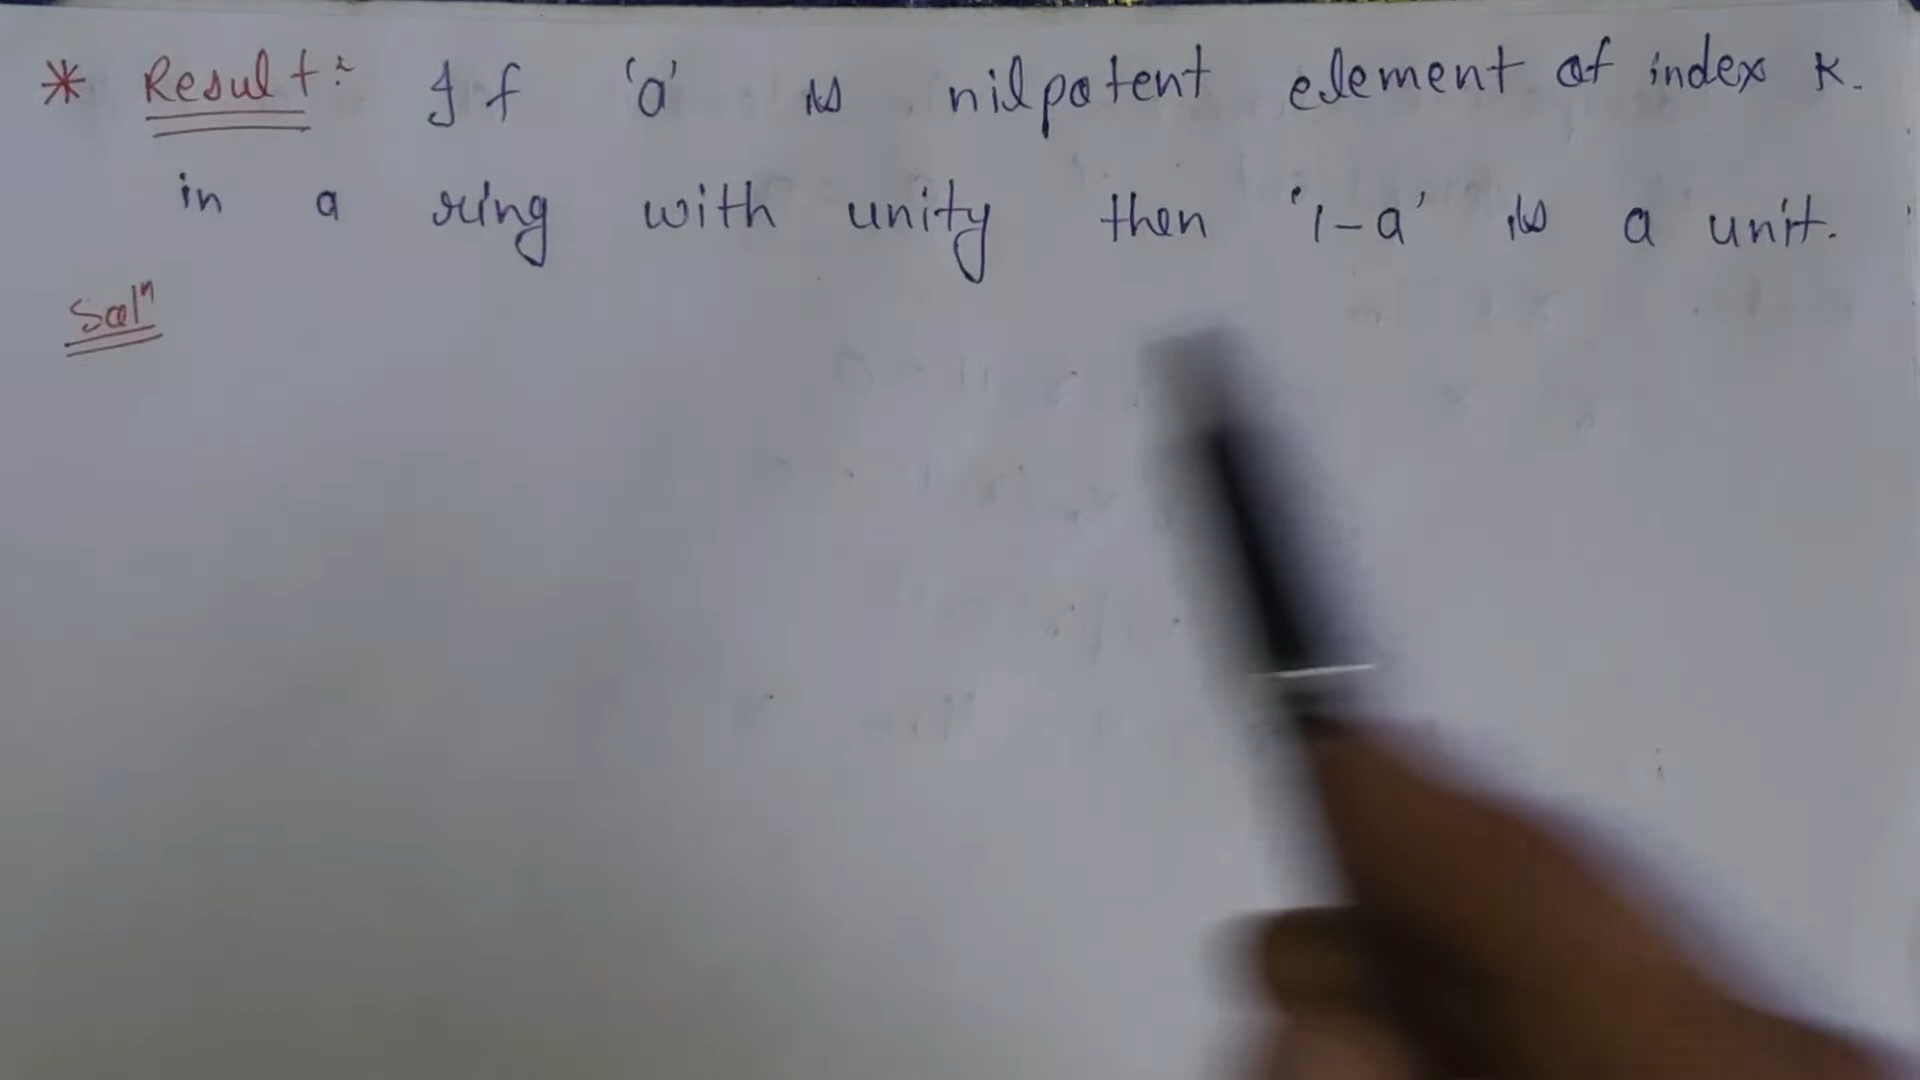 * Result: If 'a' is nilpotent element of index K.
in a ring with unity then '1-a' is a unit.
Solⁿ